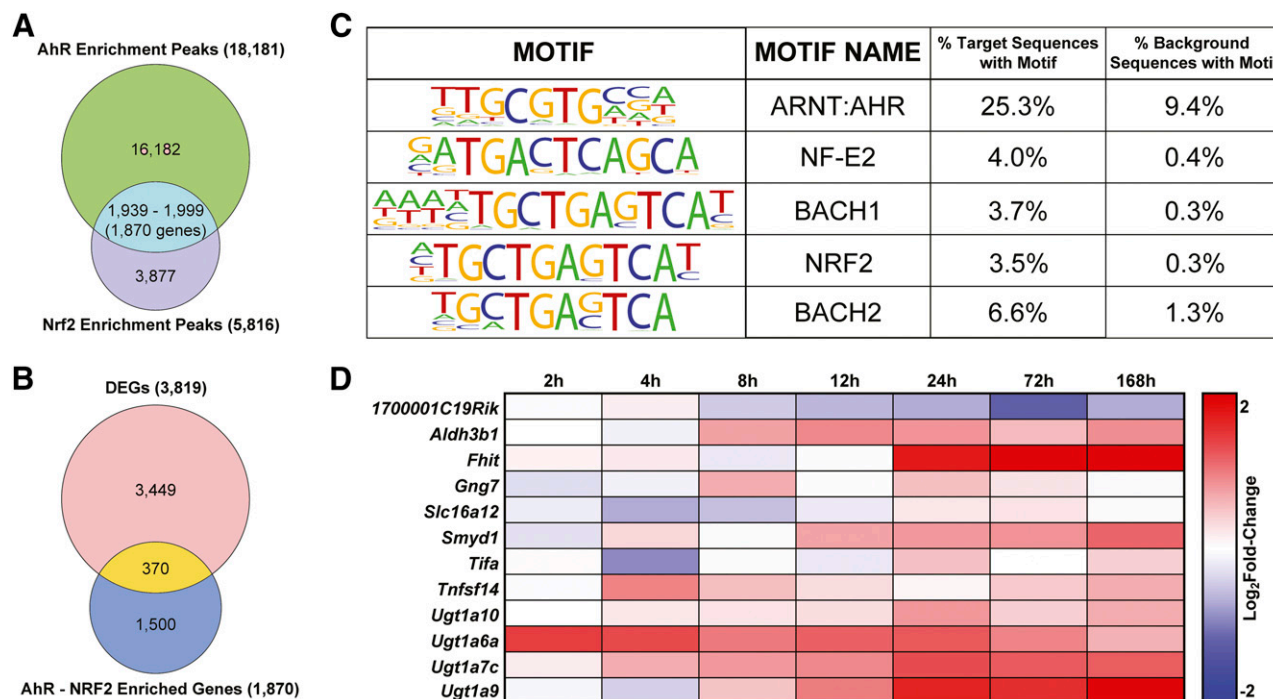 A
AhR Enrichment Peaks (18,181)
16,182
1,939 - 1,999
(1,870 genes)
3,877
Nrf2 Enrichment Peaks (5,816)
B
DEGs (3,819)
3,449
370
1,500
AhR - NRF2 Enriched Genes (1,870)
C
MOTIF MOTIF NAME % Target Sequences with Motif % Background Sequences with Moti
TTGCGTGCCA ARNT:AHR 25.3% 9.4%
GATGACTCAGCA NF-E2 4.0% 0.4%
AAAATGCTGAGTCAT BACH1 3.7% 0.3%
ATGCTGAGTCAT NRF2 3.5% 0.3%
TGCTGAGTCA BACH2 6.6% 1.3%
D
2h 4h 8h 12h 24h 72h 168h
1700001C19Rik
Aldh3b1
Fhit
Gng7
Slc16a12
Smyd1
Tifa
Tnfsf14
Ugt1a10
Ugt1a6a
Ugt1a7c
Ugt1a9
2
Log₂Fold-Change
-2